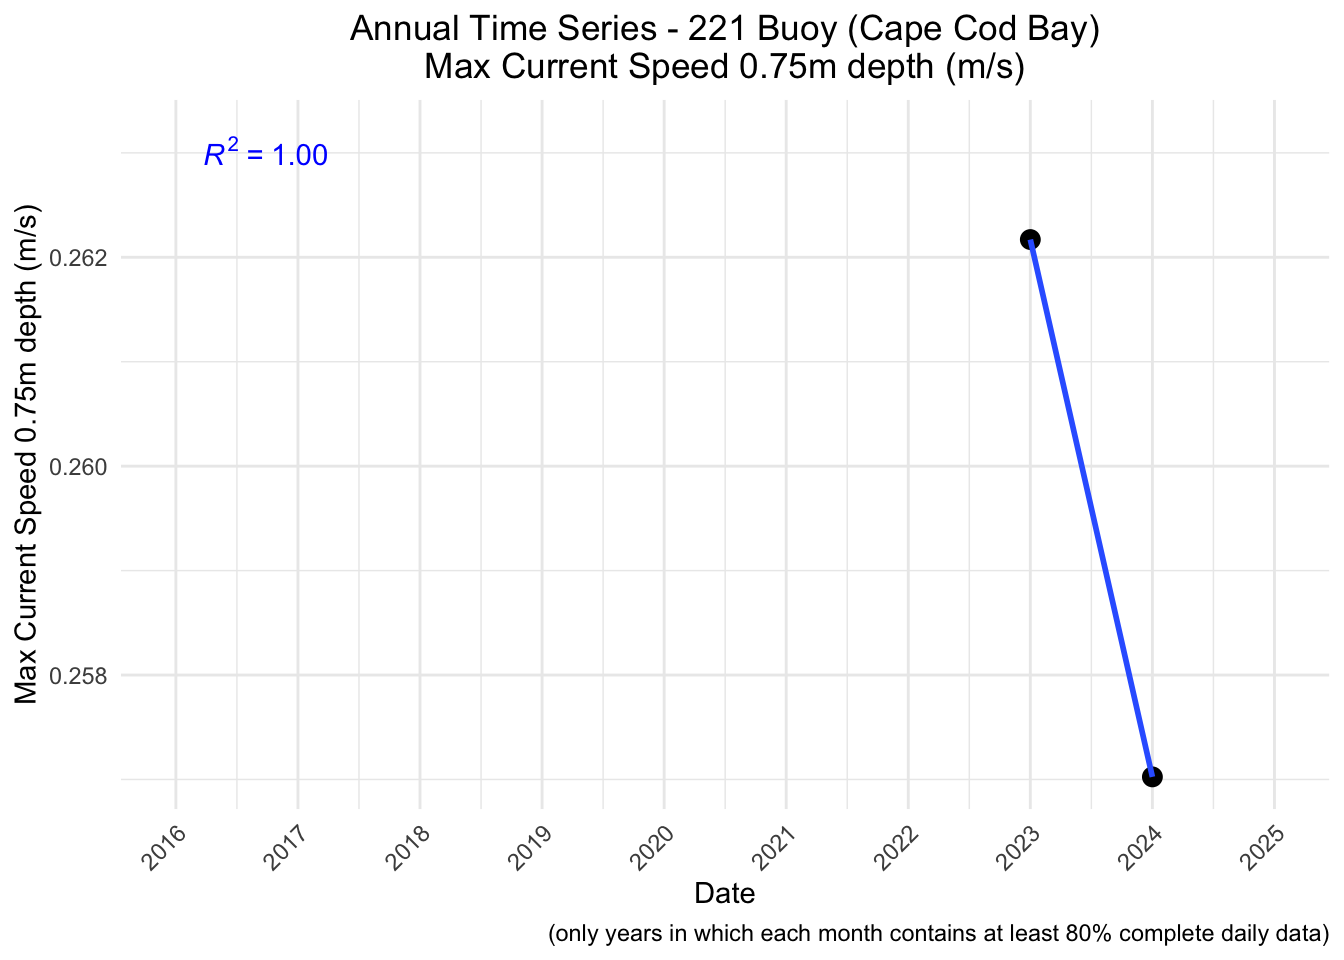 Annual Time Series - 221 Buoy (Cape Cod Bay)
Max Current Speed 0.75m depth (m/s)
R² = 1.00
Max Current Speed 0.75m depth (m/s)
0.262
0.260
0.258
2016 2017 2018 2019 2020 2021 2022 2023 2024 2025
Date
(only years in which each month contains at least 80% complete daily data)